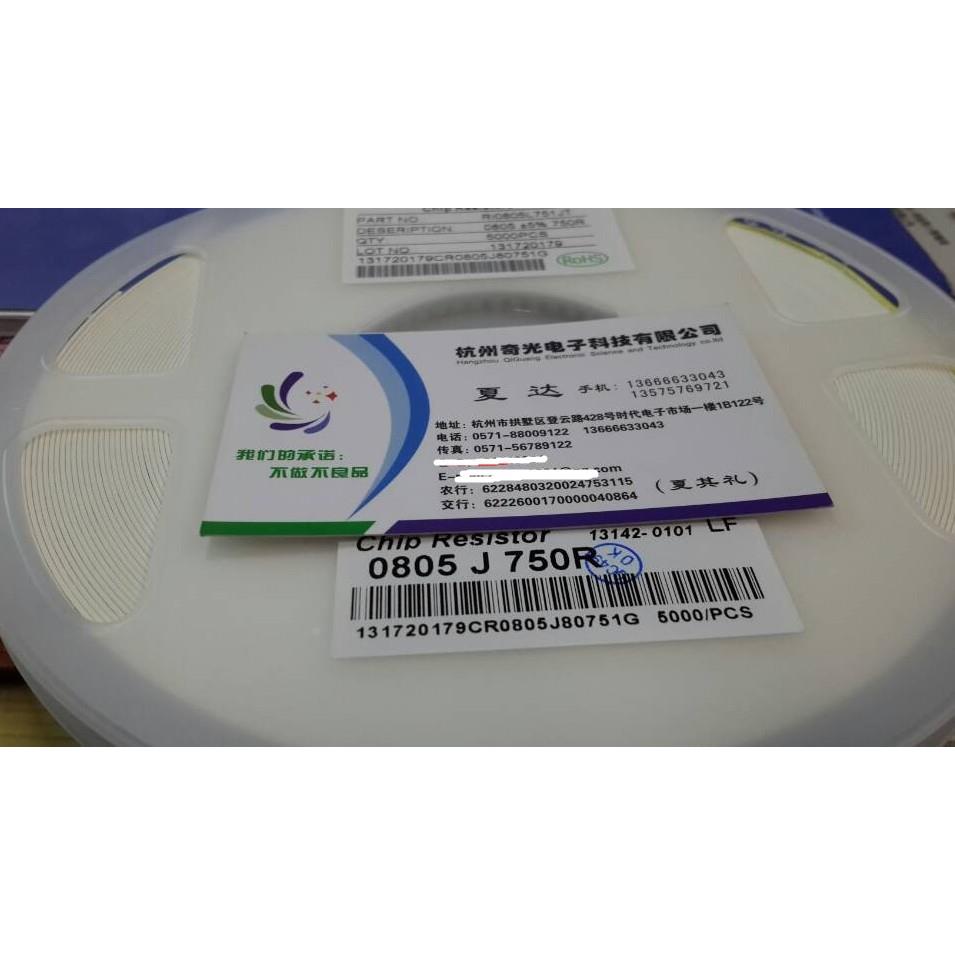 PART NO RI0805L751JT
DESERIPTION 0805 ±5% 750R
QTY 5000PCS
LOT NO 131720179
131720179CR0805J80751G
RoHS
杭州奇光电子科技有限公司
Hangzhou QiGuang Electronic Science and Technology co.ltd
夏 达 手机：13666633043
13575769721
地址：杭州市拱墅区登云路428号时代电子市场一楼1B122号
电话：0571-88009122 13666633043
传真：0571-56789122
.com
农行：6228480320024753115
交行：6222600170000040864
（夏其礼）
我们的承诺：
不做不良品
Chip Resistor 13142-0101 LF
0805 J 750R
OK
131720179CR0805J80751G 5000/PCS